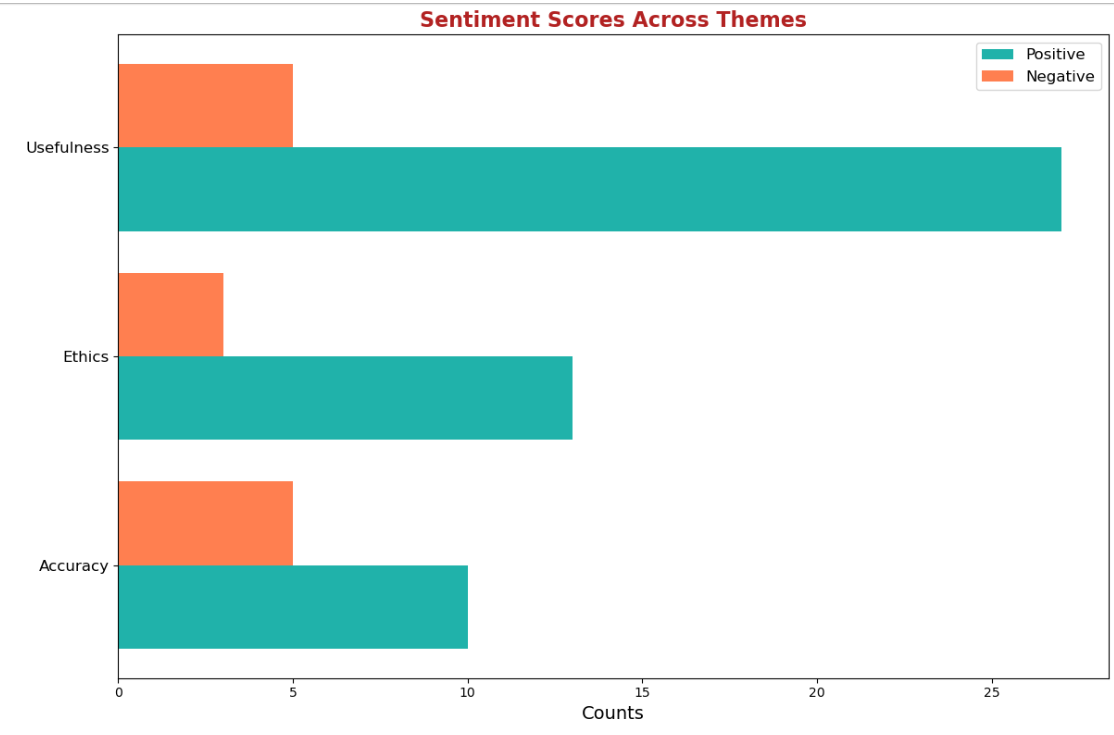 Sentiment Scores Across Themes
Positive
Negative
Usefulness
Ethics
Accuracy
0 5 10 15 20 25
Counts